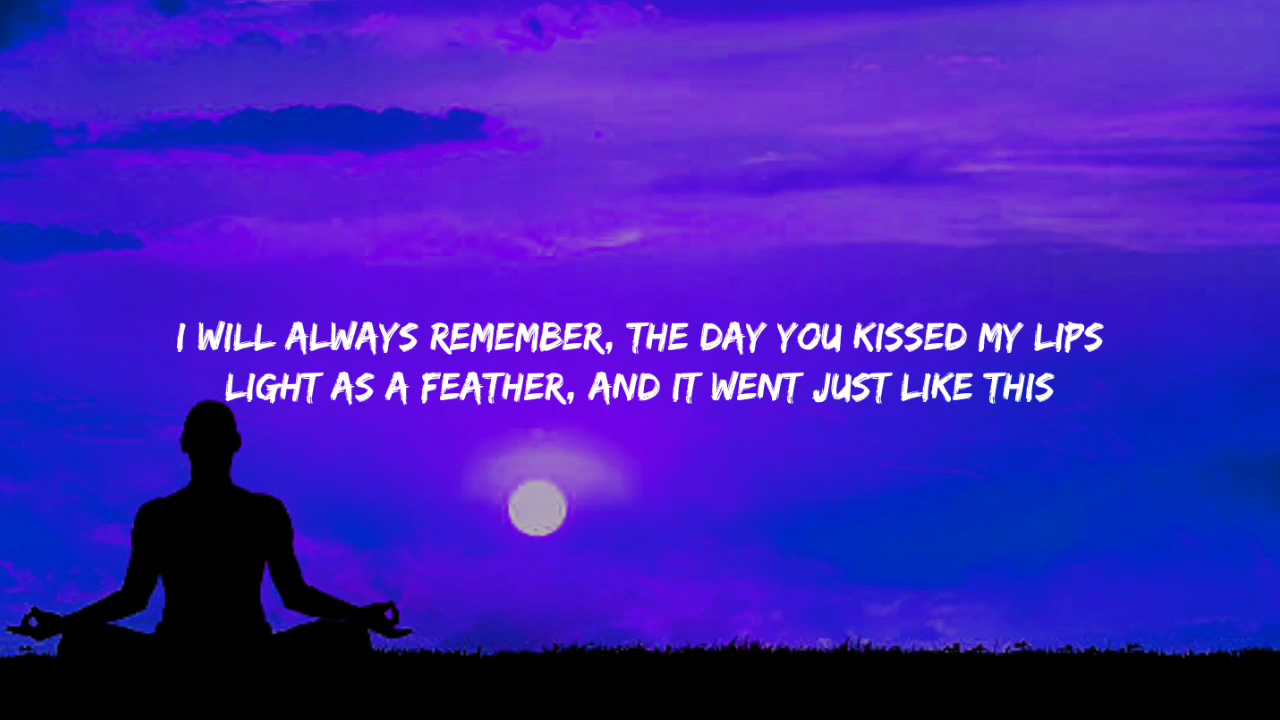 I WILL ALWAYS REMEMBER, THE DAY YOU KISSED MY LIPS
LIGHT AS A FEATHER, AND IT WENT JUST LIKE THIS